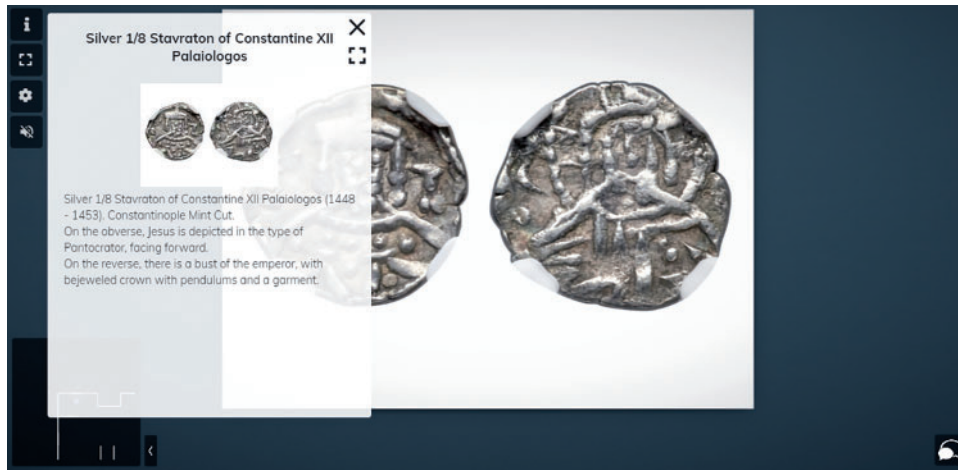 Silver 1/8 Stavraton of Constantine XII
Palaiologos
Silver 1/8 Stavraton of Constantine XII Palaiologos (1448
- 1453). Constantinople Mint Cut.
On the obverse, Jesus is depicted in the type of
Pantocrator, facing forward.
On the reverse, there is a bust of the emperor, with
bejeweled crown with pendulums and a garment.